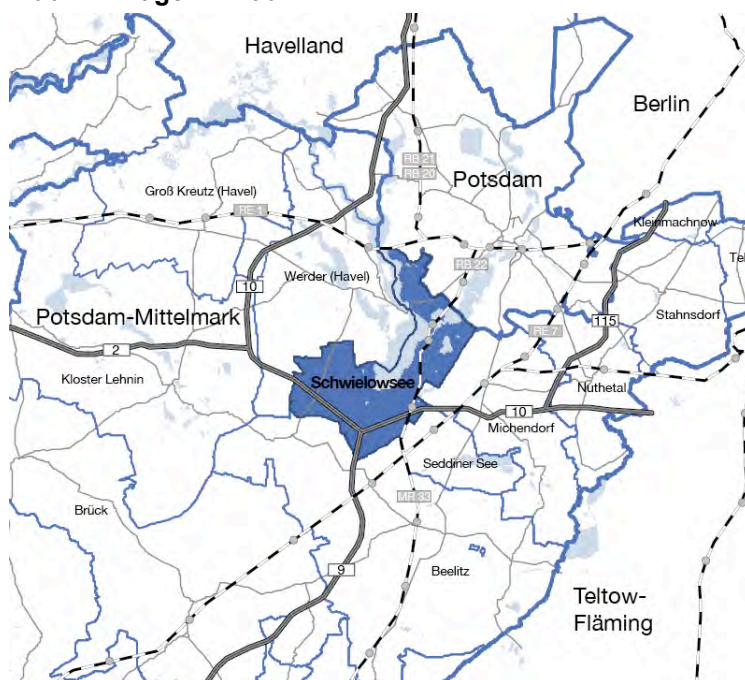 Havelland
Berlin
RB 21
RB 20
Potsdam
Groß Kreutz (Havel)
RE 1
Kleinmachnow
RB 22
Werder (Havel)
10
Potsdam-Mittelmark
115
Stahnsdorf
2
RE 7
Kloster Lehnin
Schwielowsee
Nuthetal
10
Michendorf
Seddiner See
MR 33
Brück
9
Beelitz
Teltow-
Fläming